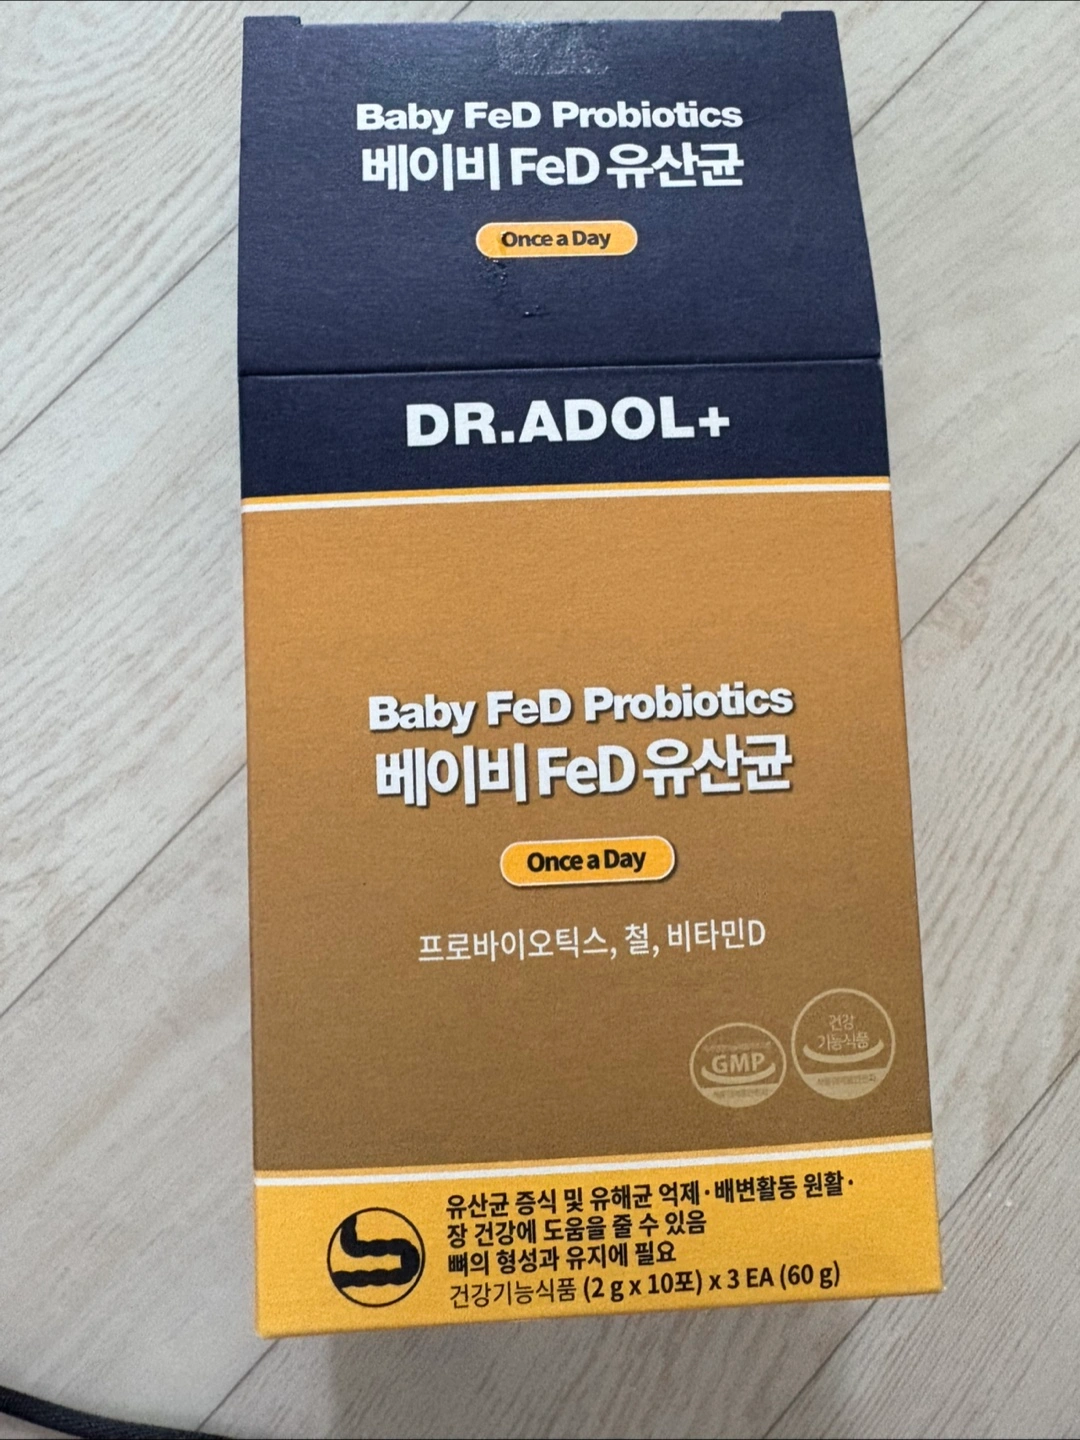 Baby FeD Probiotics
베이비 FeD 유산균
Once a Day
DR.ADOL+
Baby FeD Probiotics
베이비 FeD 유산균
Once a Day
프로바이오틱스, 철, 비타민D
GMP
건강
기능식품
유산균 증식 및 유해균 억제·배변활동 원활·
장 건강에 도움을 줄 수 있음
뼈의 형성과 유지에 필요
건강기능식품 (2 g x 10포) x 3 EA (60 g)